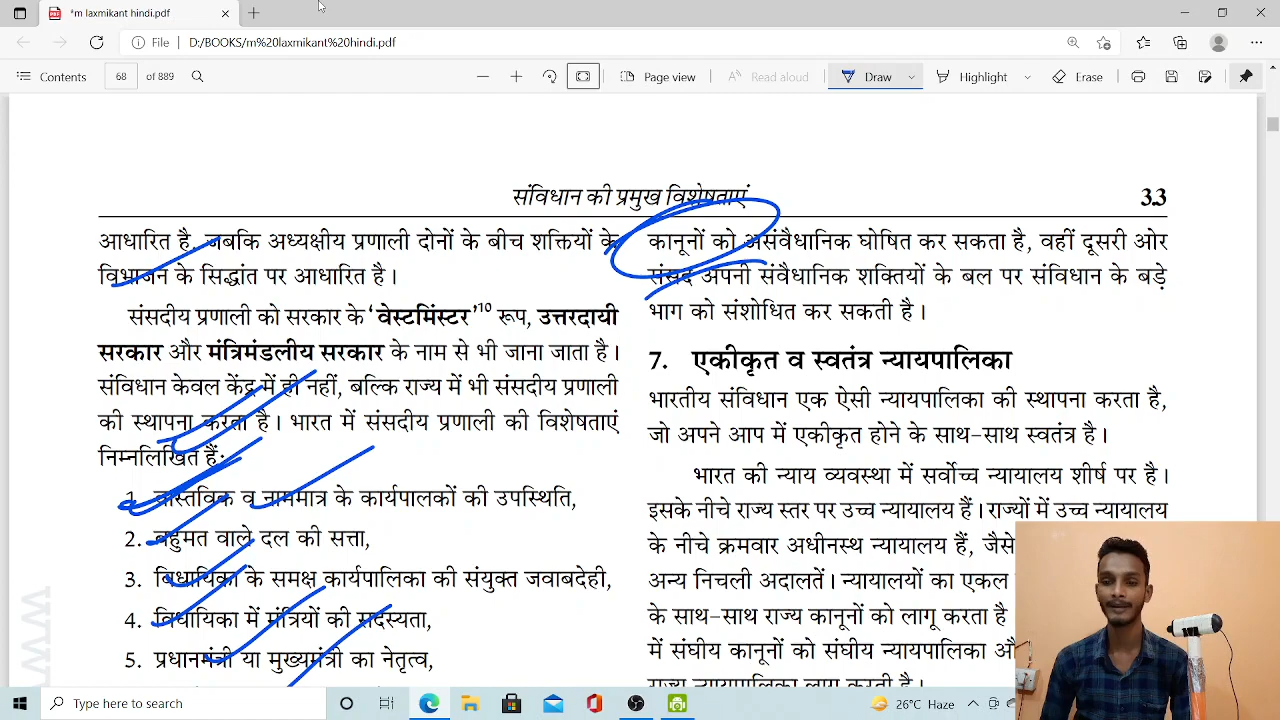 *m laxmikant hindi.pdf
File D:/BOOKS/m%20laxmikant%20hindi.pdf
Contents 68 of 889 Page view Read aloud Draw Highlight Erase
संविधान की प्रमुख विशेषताएं 3.3
आधारित है, जबकि अध्यक्षीय प्रणाली दोनों के बीच शक्तियों के
विभाजन के सिद्धांत पर आधारित है।
संसदीय प्रणाली को सरकार के ‘वेस्टमिंस्टर’10 रूप, उत्तरदायी
सरकार और मंत्रिमंडलीय सरकार के नाम से भी जाना जाता है।
संविधान केवल केंद्र में ही नहीं, बल्कि राज्य में भी संसदीय प्रणाली
की स्थापना करता है। भारत में संसदीय प्रणाली की विशेषताएं
निम्नलिखित हैं:
1. वास्तविक व नाममात्र के कार्यपालकों की उपस्थिति,
2. बहुमत वाले दल की सत्ता,
3. विधायिका के समक्ष कार्यपालिका की संयुक्त जवाबदेही,
4. विधायिका में मंत्रियों की सदस्यता,
5. प्रधानमंत्री या मुख्यमंत्री का नेतृत्व,
कानूनों को असंवैधानिक घोषित कर सकता है, वहीं दूसरी ओर
संसद अपनी संवैधानिक शक्तियों के बल पर संविधान के बड़े
भाग को संशोधित कर सकती है।
7. एकीकृत व स्वतंत्र न्यायपालिका
भारतीय संविधान एक ऐसी न्यायपालिका की स्थापना करता है,
जो अपने आप में एकीकृत होने के साथ-साथ स्वतंत्र है।
भारत की न्याय व्यवस्था में सर्वोच्च न्यायालय शीर्ष पर है।
इसके नीचे राज्य स्तर पर उच्च न्यायालय हैं। राज्यों में उच्च न्यायालय
के नीचे क्रमवार अधीनस्थ न्यायालय हैं, जैसे
अन्य निचली अदालतें। न्यायालयों का एकल
के साथ-साथ राज्य कानूनों को लागू करता है
में संघीय कानूनों को संघीय न्यायपालिका औ
राज्य न्यायपालिका लागू करती है।
WWW
Type here to search 26°C Haze